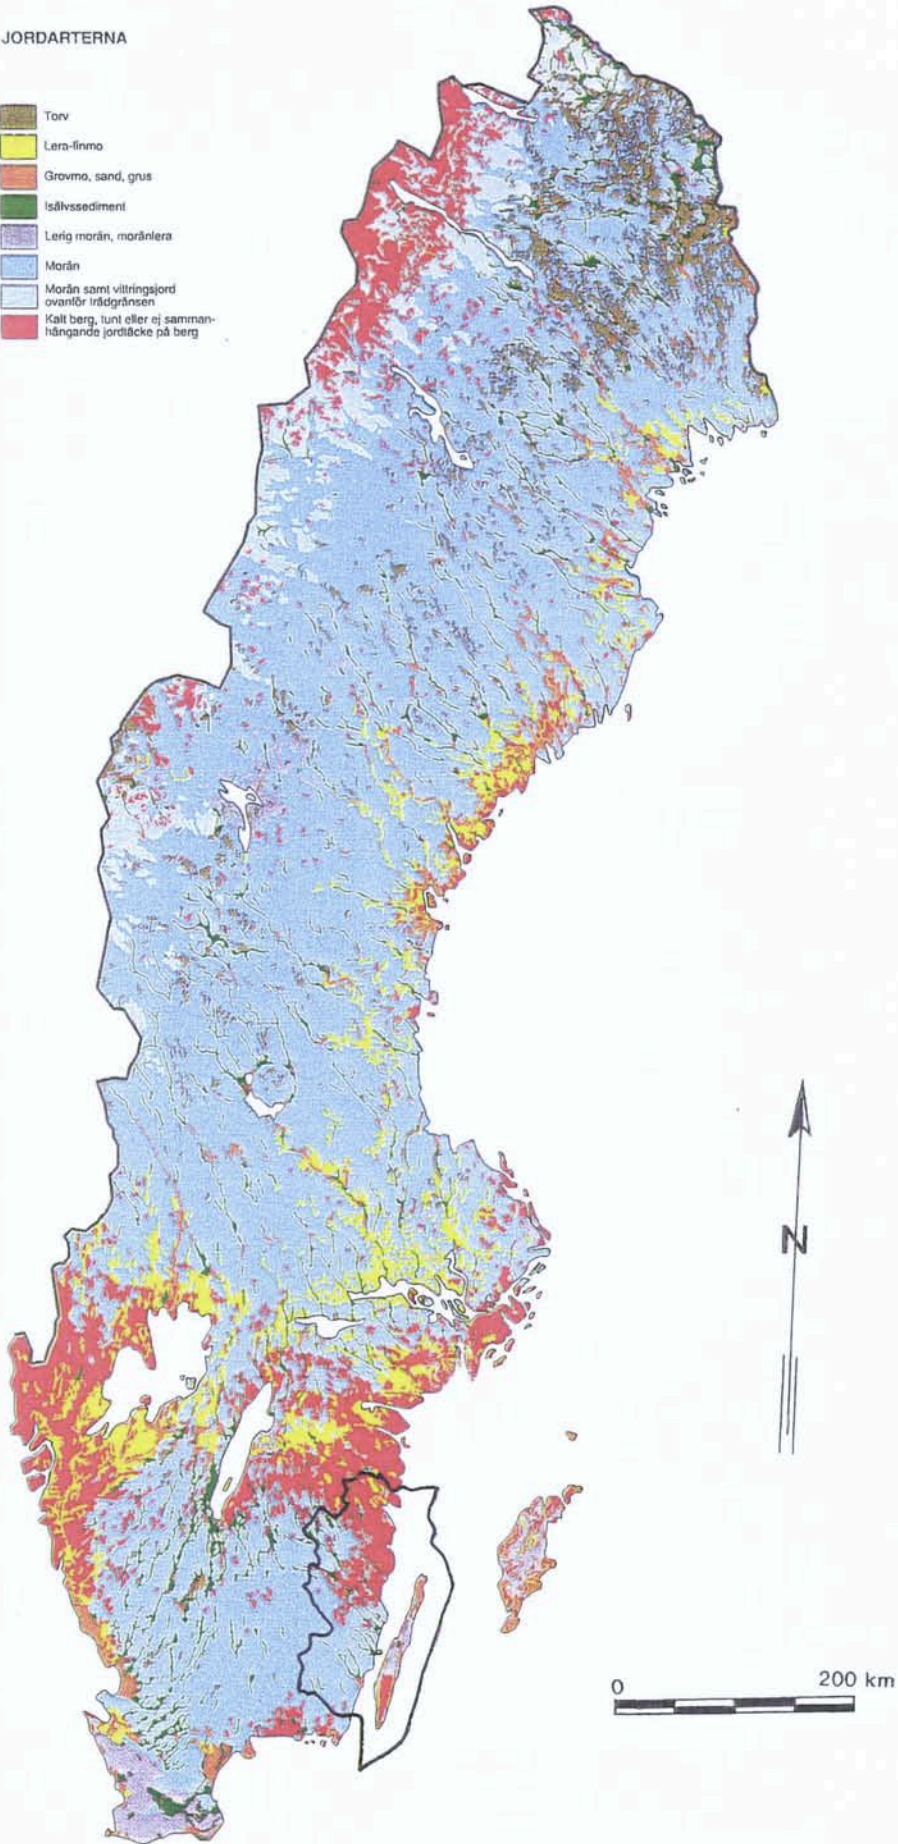 JORDARTERNA
Torv
Lera-finmo
Grovmo, sand, grus
Isälvssediment
Lerig morän, moränlera
Morän
Morän samt vittringsjord
ovanför trädgränsen
Kalt berg, tunt eller ej samman-
hängande jordtäcke på berg
N
0 200 km